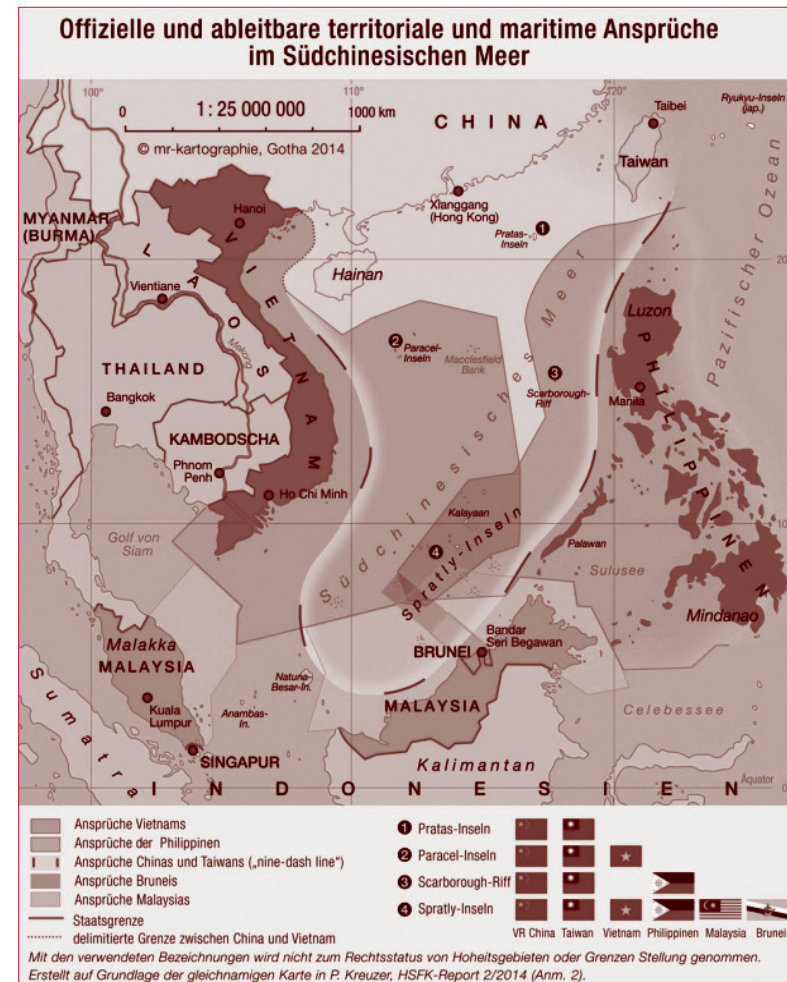 Offizielle und ableitbare territoriale und maritime Ansprüche
im Südchinesischen Meer
100°
110°
120°
0 1 : 25 000 000 1000 km
© mr-kartographie, Gotha 2014
CHINA
Taibei
Ryukyu-Inseln
(jap.)
Taiwan
Xianggang
(Hong Kong)
MYANMAR
(BURMA)
Hanoi
1
Pratas-
Inseln
Hainan
20
LAOS
VIETNAM
Vientiane
Mekong
Luzon
Pazifischer Ozean
2
Paracel-
Inseln
Macclesfield
Bank
3
Scarborough-
Riff
THAILAND
Bangkok
Manila
PHILIPPINEN
KAMBODSCHA
Phnom
Penh
Ho Chi Minh
Südchinesisches Meer
Kalayaan
10
Golf von
Siam
4
Spratly-Inseln
Palawan
Sulusee
Mindanao
Malakka
MALAYSIA
Bandar
Seri Begawan
BRUNEI
Natuna-
Besar-In.
MALAYSIA
Kuala
Lumpur
Anambas-
In.
Celebessee
SINGAPUR
Sumatra
Kalimantan
Äquator
INDONESIEN
0
Ansprüche Vietnams
Ansprüche der Philippinen
Ansprüche Chinas und Taiwans („nine-dash line“)
Ansprüche Bruneis
Ansprüche Malaysias
Staatsgrenze
delimitierte Grenze zwischen China und Vietnam
1 Pratas-Inseln
2 Paracel-Inseln
3 Scarborough-Riff
4 Spratly-Inseln
VR China Taiwan Vietnam Philippinen Malaysia Brunei
Mit den verwendeten Bezeichnungen wird nicht zum Rechtsstatus von Hoheitsgebieten oder Grenzen Stellung genommen.
Erstellt auf Grundlage der gleichnamigen Karte in P. Kreuzer, HSFK-Report 2/2014 (Anm. 2).